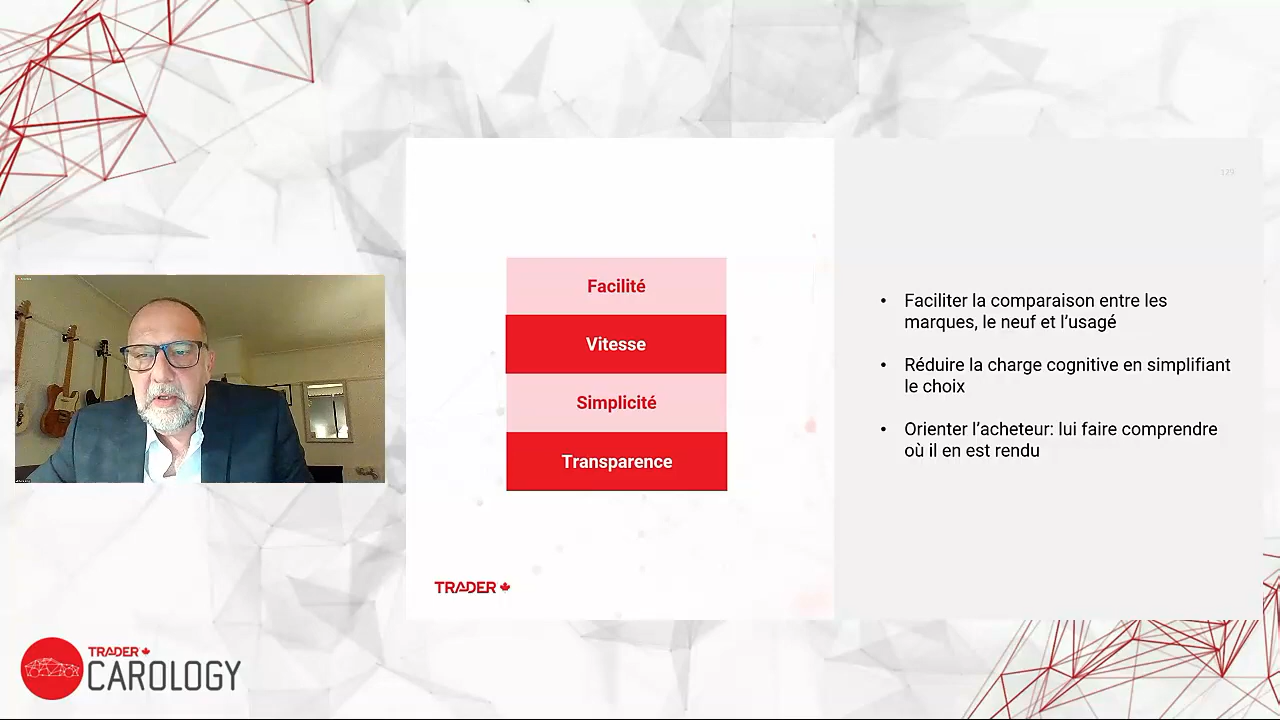 129
Facilité
Vitesse
Simplicité
Transparence
TRADER
• Faciliter la comparaison entre les
marques, le neuf et l’usagé
• Réduire la charge cognitive en simplifiant
le choix
• Orienter l’acheteur: lui faire comprendre
où il en est rendu
TRADER
CAROLOGY